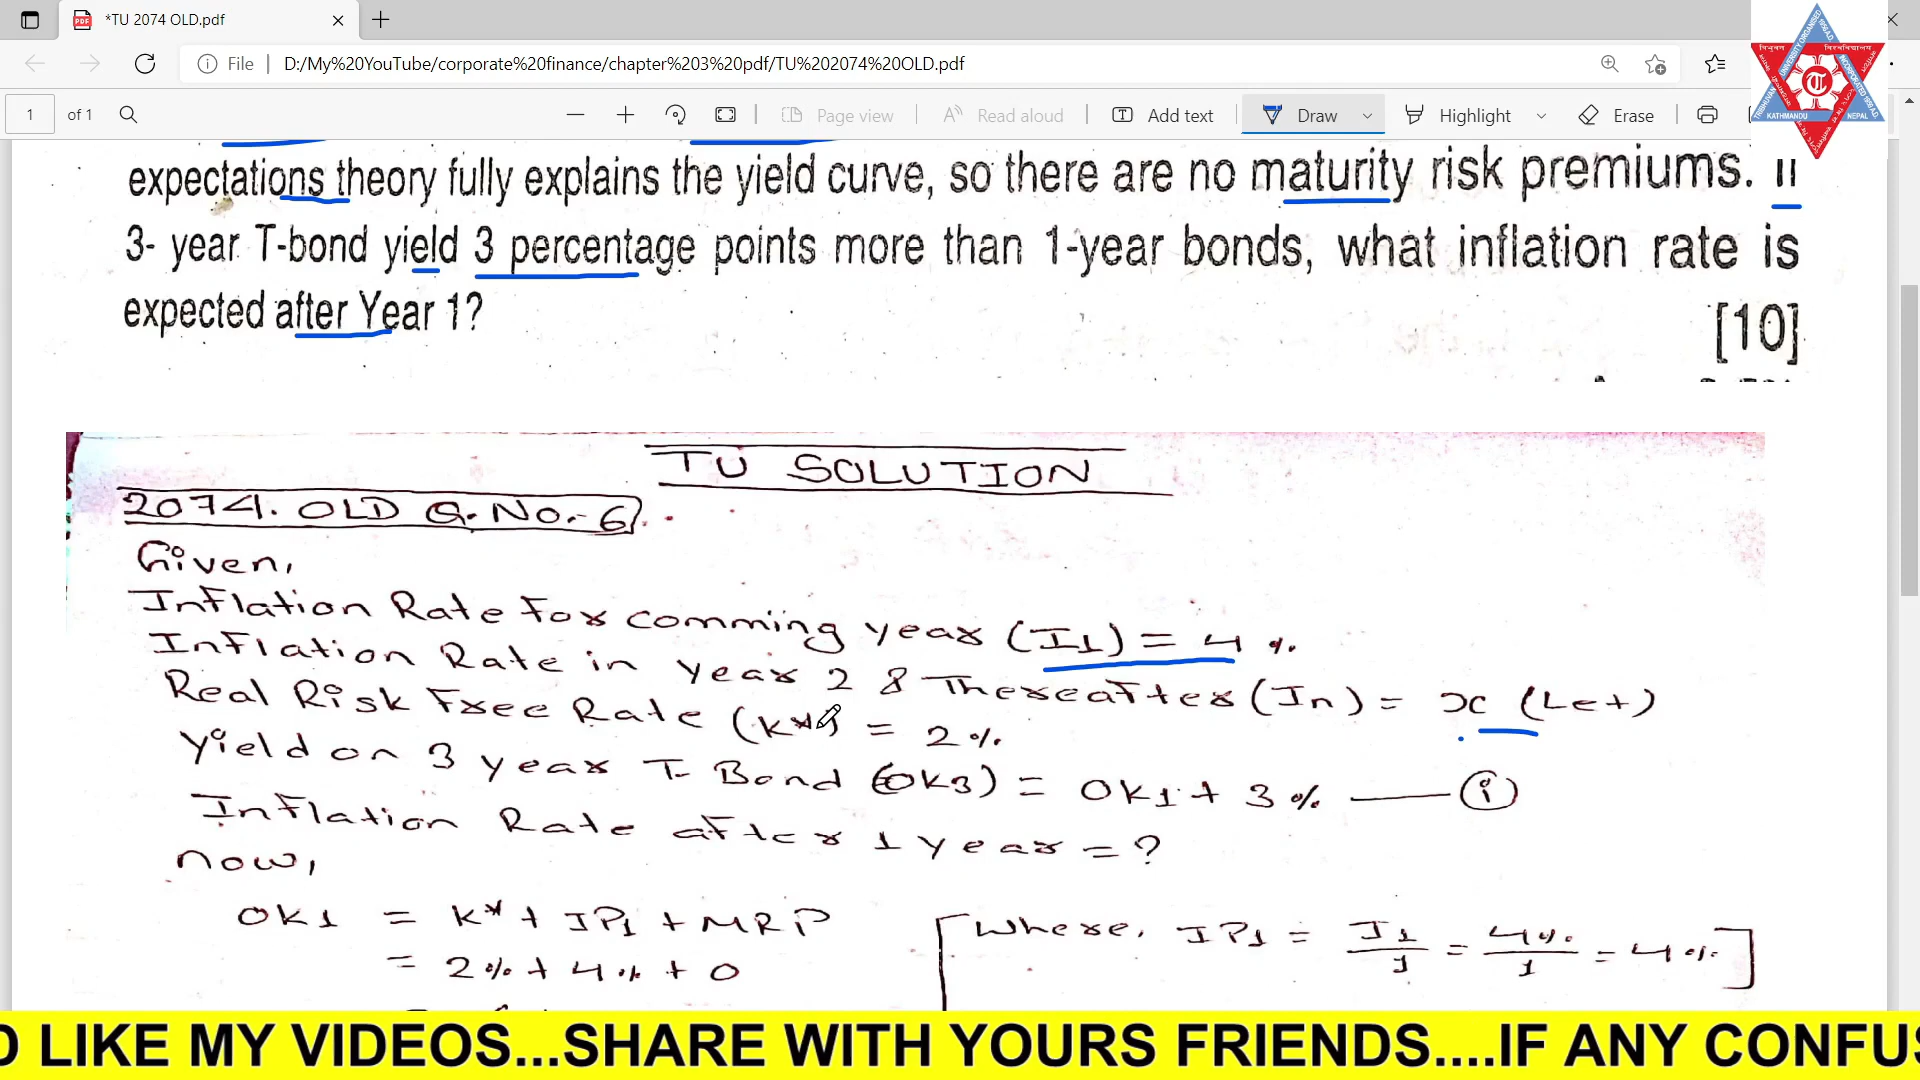 *TU 2074 OLD.pdf
File D:/My%20YouTube/corporate%20finance/chapter%203%20pdf/TU%202074%20OLD.pdf
1 of 1 Page view Read aloud Add text Draw Highlight Erase
KATHMANDU NEPAL
expectations theory fully explains the yield curve, so there are no maturity risk premiums. If
3- year T-bond yield 3 percentage points more than 1-year bonds, what inflation rate is
expected after Year 1?
[10]
TU SOLUTION
2074. OLD Q. No.- 6
Given,
Inflation Rate for comming year (I1) = 4 %.
Inflation Rate in year 2 & Thereafter (In) = x (Let)
Real Risk Free Rate (K*) = 2 %.
Yield on 3 year T- Bond (0K3) = 0K1 + 3 % —— (i)
Inflation Rate after 1 year = ?
Now,
0K1 = K* + IP1 + MRP [Where, IP1 = I1/1 = 4%/1 = 4 %]
= 2 % + 4 % + 0
D LIKE MY VIDEOS...SHARE WITH YOURS FRIENDS....IF ANY CONFUS